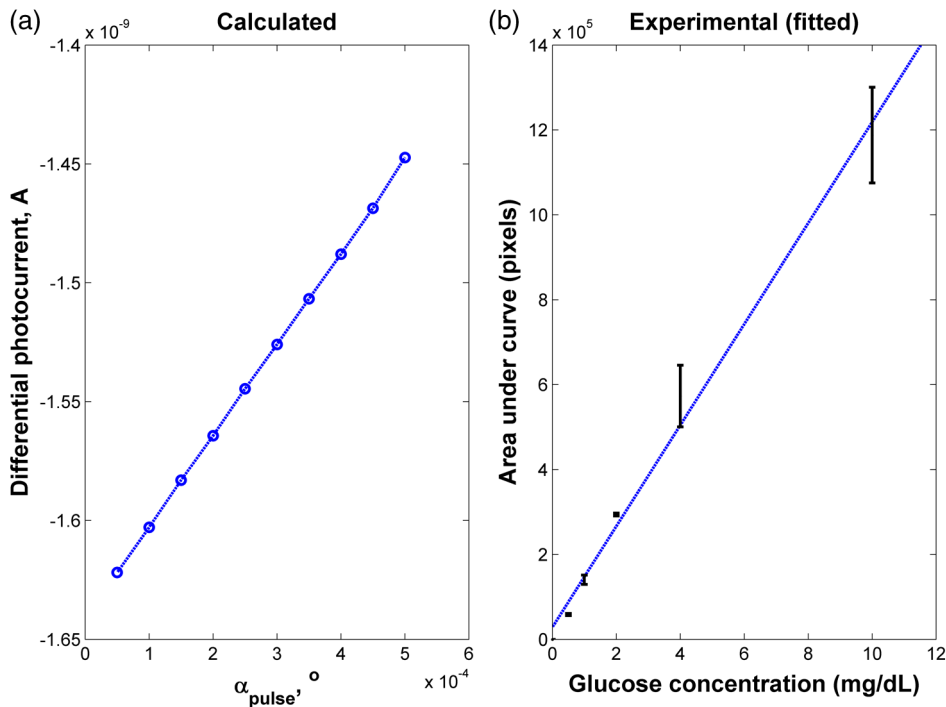 (a)
Calculated
x 10⁻⁹
-1.4
-1.45
-1.5
-1.55
-1.6
-1.65
Differential photocurrent, A
0 1 2 3 4 5 6
x 10⁻⁴
α_pulse, °
(b)
Experimental (fitted)
x 10⁵
14
12
10
8
6
4
2
0
Area under curve (pixels)
0 2 4 6 8 10 12
Glucose concentration (mg/dL)